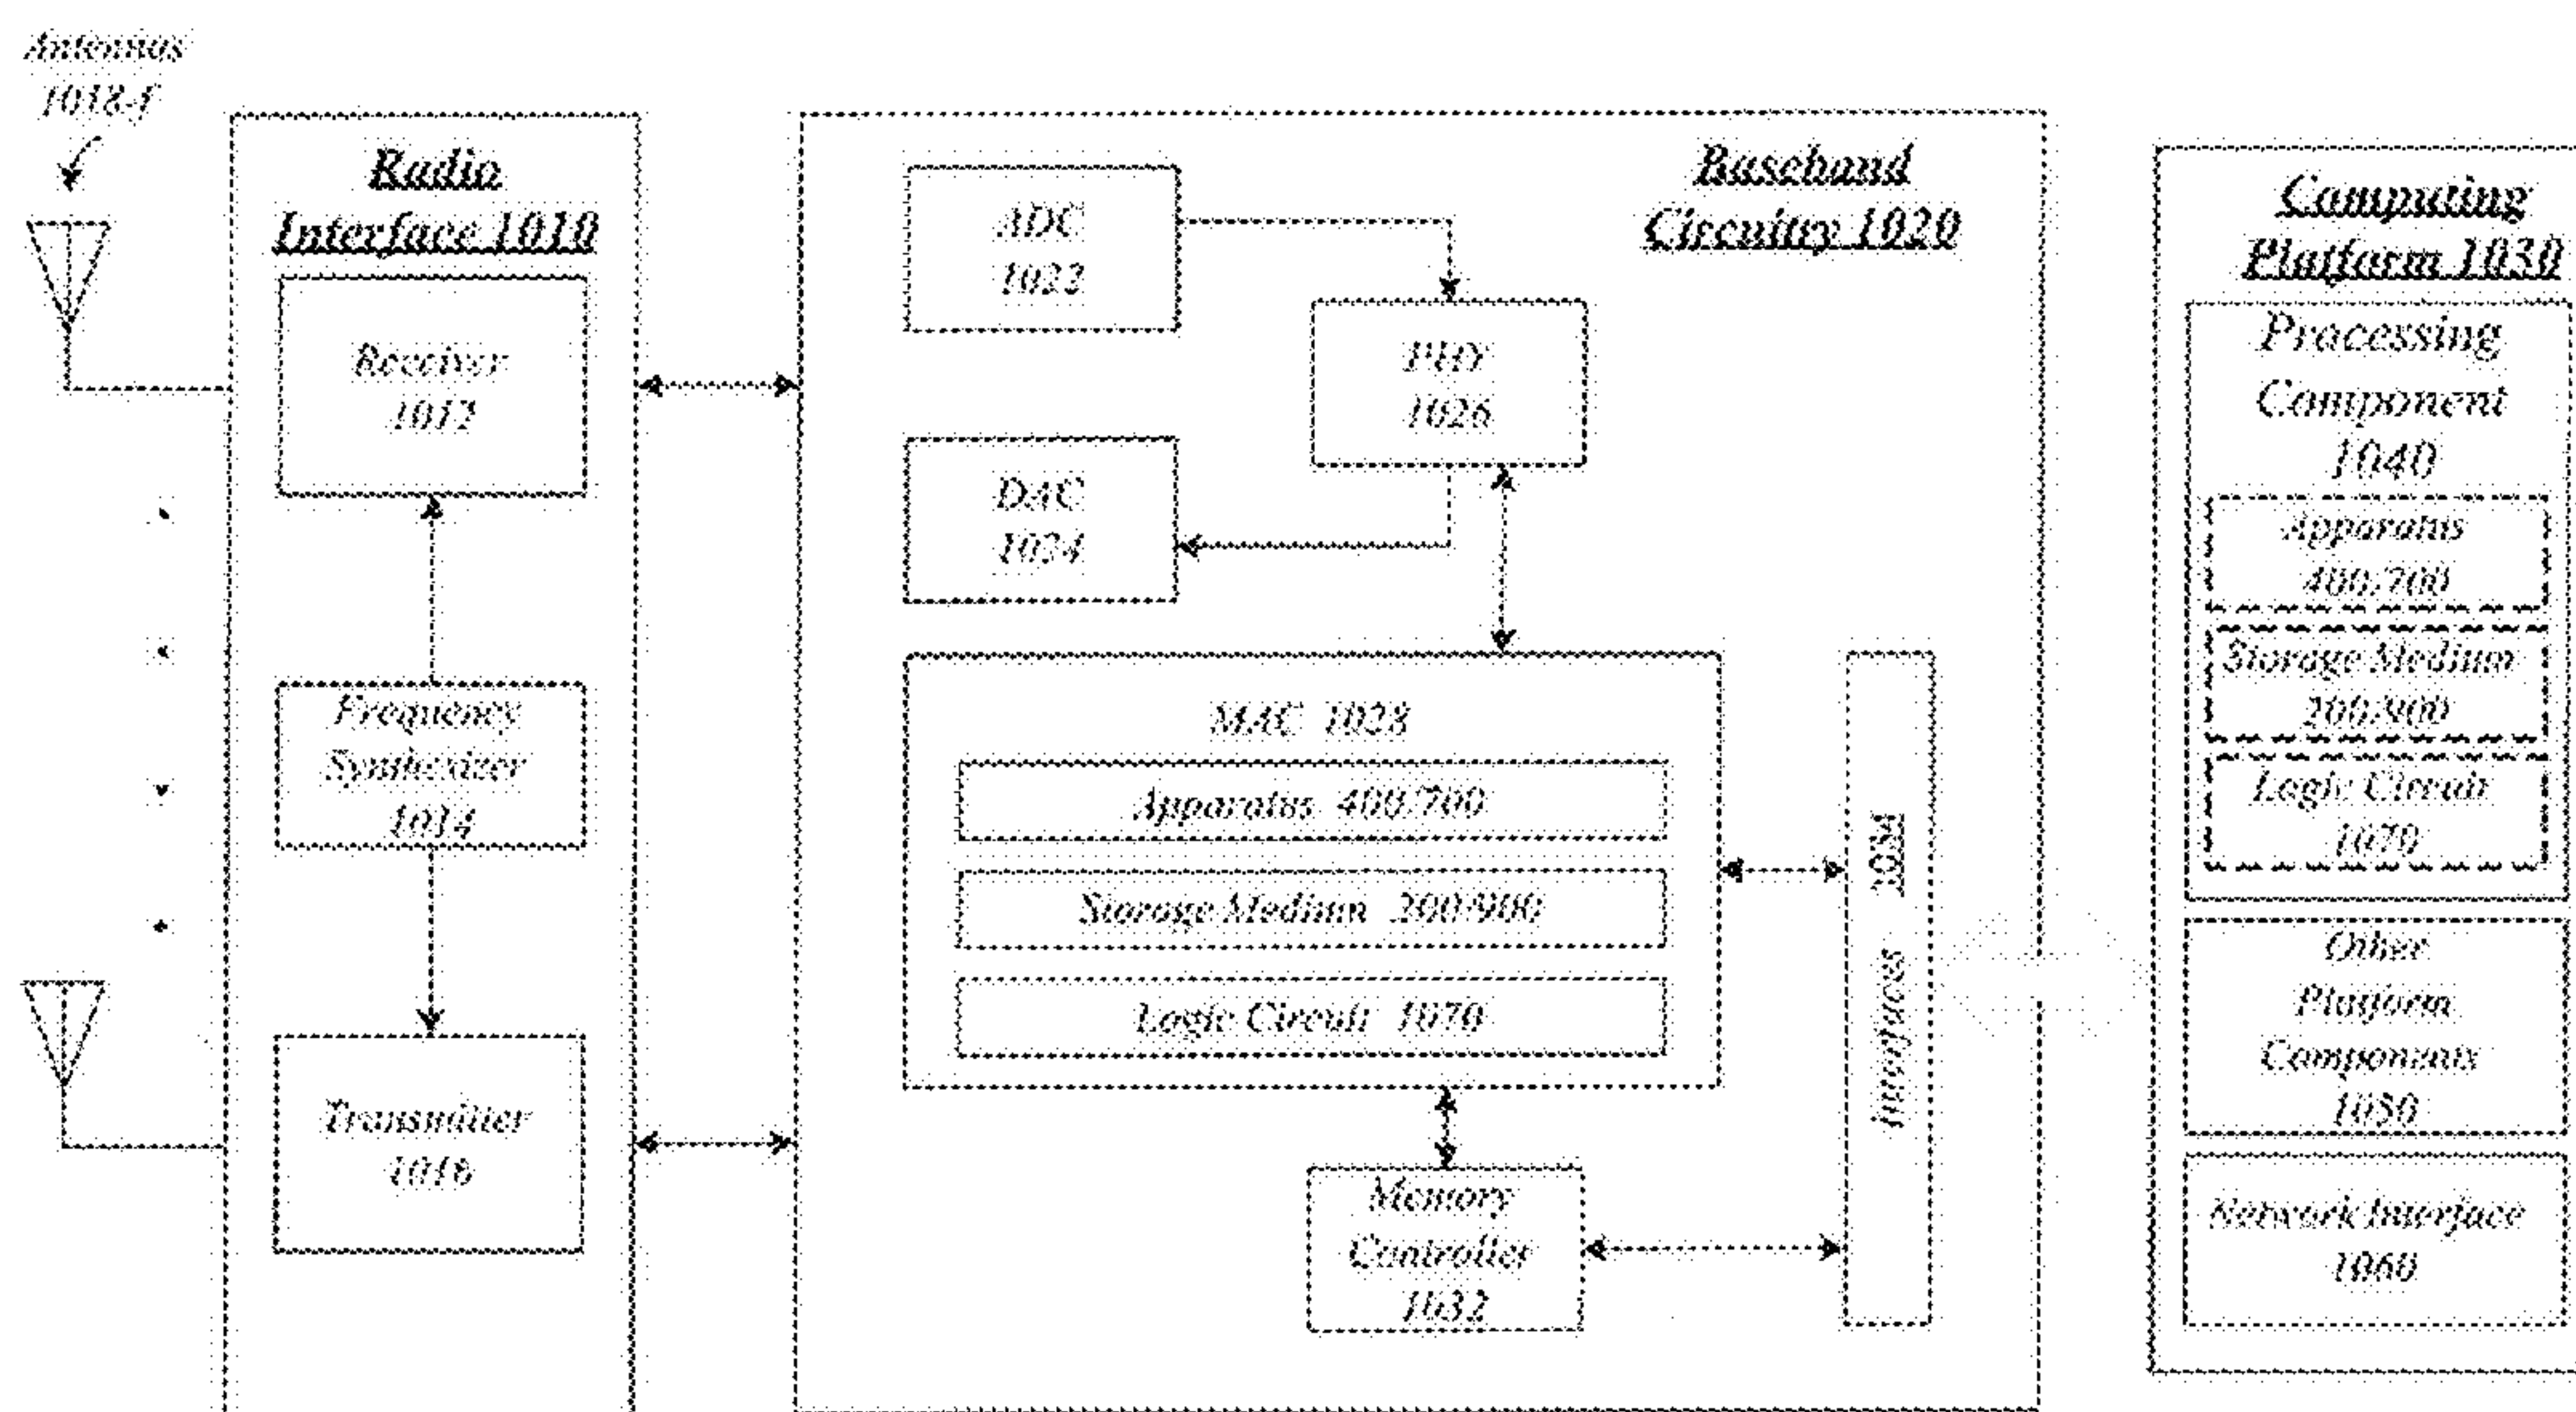 Antennas
1018-f
Radio
Interface 1010
Receiver
1012
Frequency
Synthesizer
1014
Transmitter
1016
Baseband
Circuitry 1020
ADC
1022
PHY
1026
DAC
1024
MAC 1028
Apparatus 400/700
Storage Medium 200/900
Logic Circuit 1070
Memory
Controller
1032
Interfaces 1034
Computing
Platform 1030
Processing
Component
1040
Apparatus
400/700
Storage Medium
200/900
Logic Circuit
1070
Other
Platform
Components
1050
Network Interface
1060